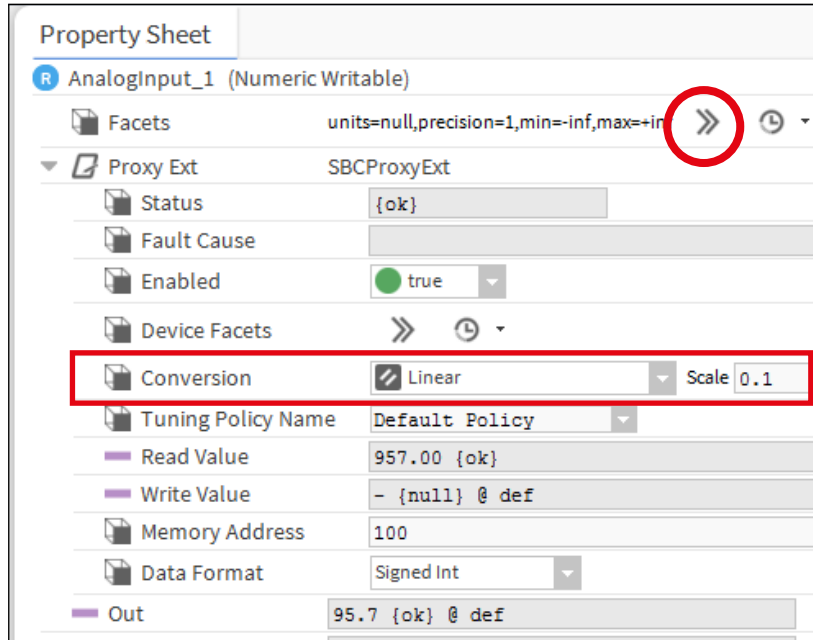 Property Sheet
R AnalogInput_1 (Numeric Writable)
Facets units=null,precision=1,min=-inf,max=+in
Proxy Ext SBCProxyExt
Status {ok}
Fault Cause
Enabled true
Device Facets
Conversion Linear Scale 0.1
Tuning Policy Name Default Policy
Read Value 957.00 {ok}
Write Value - {null} @ def
Memory Address 100
Data Format Signed Int
Out 95.7 {ok} @ def